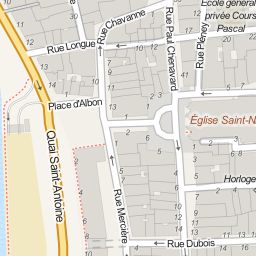 École général
privée Cours
Pascal
Rue Chavanne
Rue Longue
Rue Paul Chenavard
Rue Pléney
Place d'Albon
Église Saint-N
Quai Saint-Antoine
Rue Mercière
Horloge
Rue Dubois